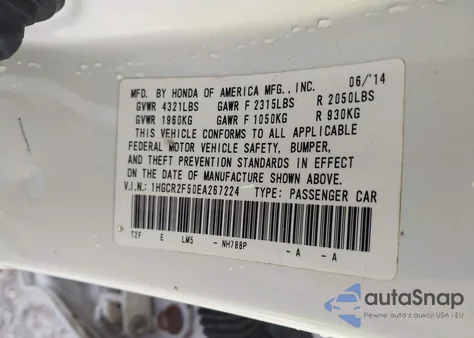 MFD. BY HONDA OF AMERICA MFG., INC. 06/'14
GVWR 4321LBS GAWR F 2315LBS R 2050LBS
GVWR 1960KG GAWR F 1050KG R 930KG
THIS VEHICLE CONFORMS TO ALL APPLICABLE
FEDERAL MOTOR VEHICLE SAFETY, BUMPER,
AND THEFT PREVENTION STANDARDS IN EFFECT
ON THE DATE OF MANUFACTURE SHOWN ABOVE.
V.I.N.: 1HGCR2F50EA267224 TYPE: PASSENGER CAR
T2F E LM5 - NH788P - A - A
autoSnap
Pewne auta z aukcji USA i EU